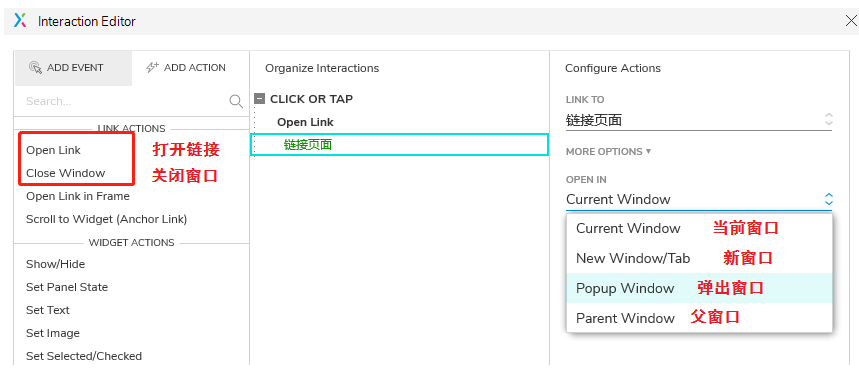 Interaction Editor
ADD EVENT
ADD ACTION
Search...
LINK ACTIONS
Open Link 打开链接
Close Window 关闭窗口
Open Link in Frame
Scroll to Widget (Anchor Link)
WIDGET ACTIONS
Show/Hide
Set Panel State
Set Text
Set Image
Set Selected/Checked
Organize Interactions
CLICK OR TAP
Open Link
链接页面
Configure Actions
LINK TO
链接页面
MORE OPTIONS ▼
OPEN IN
Current Window
Current Window 当前窗口
New Window/Tab 新窗口
Popup Window 弹出窗口
Parent Window 父窗口